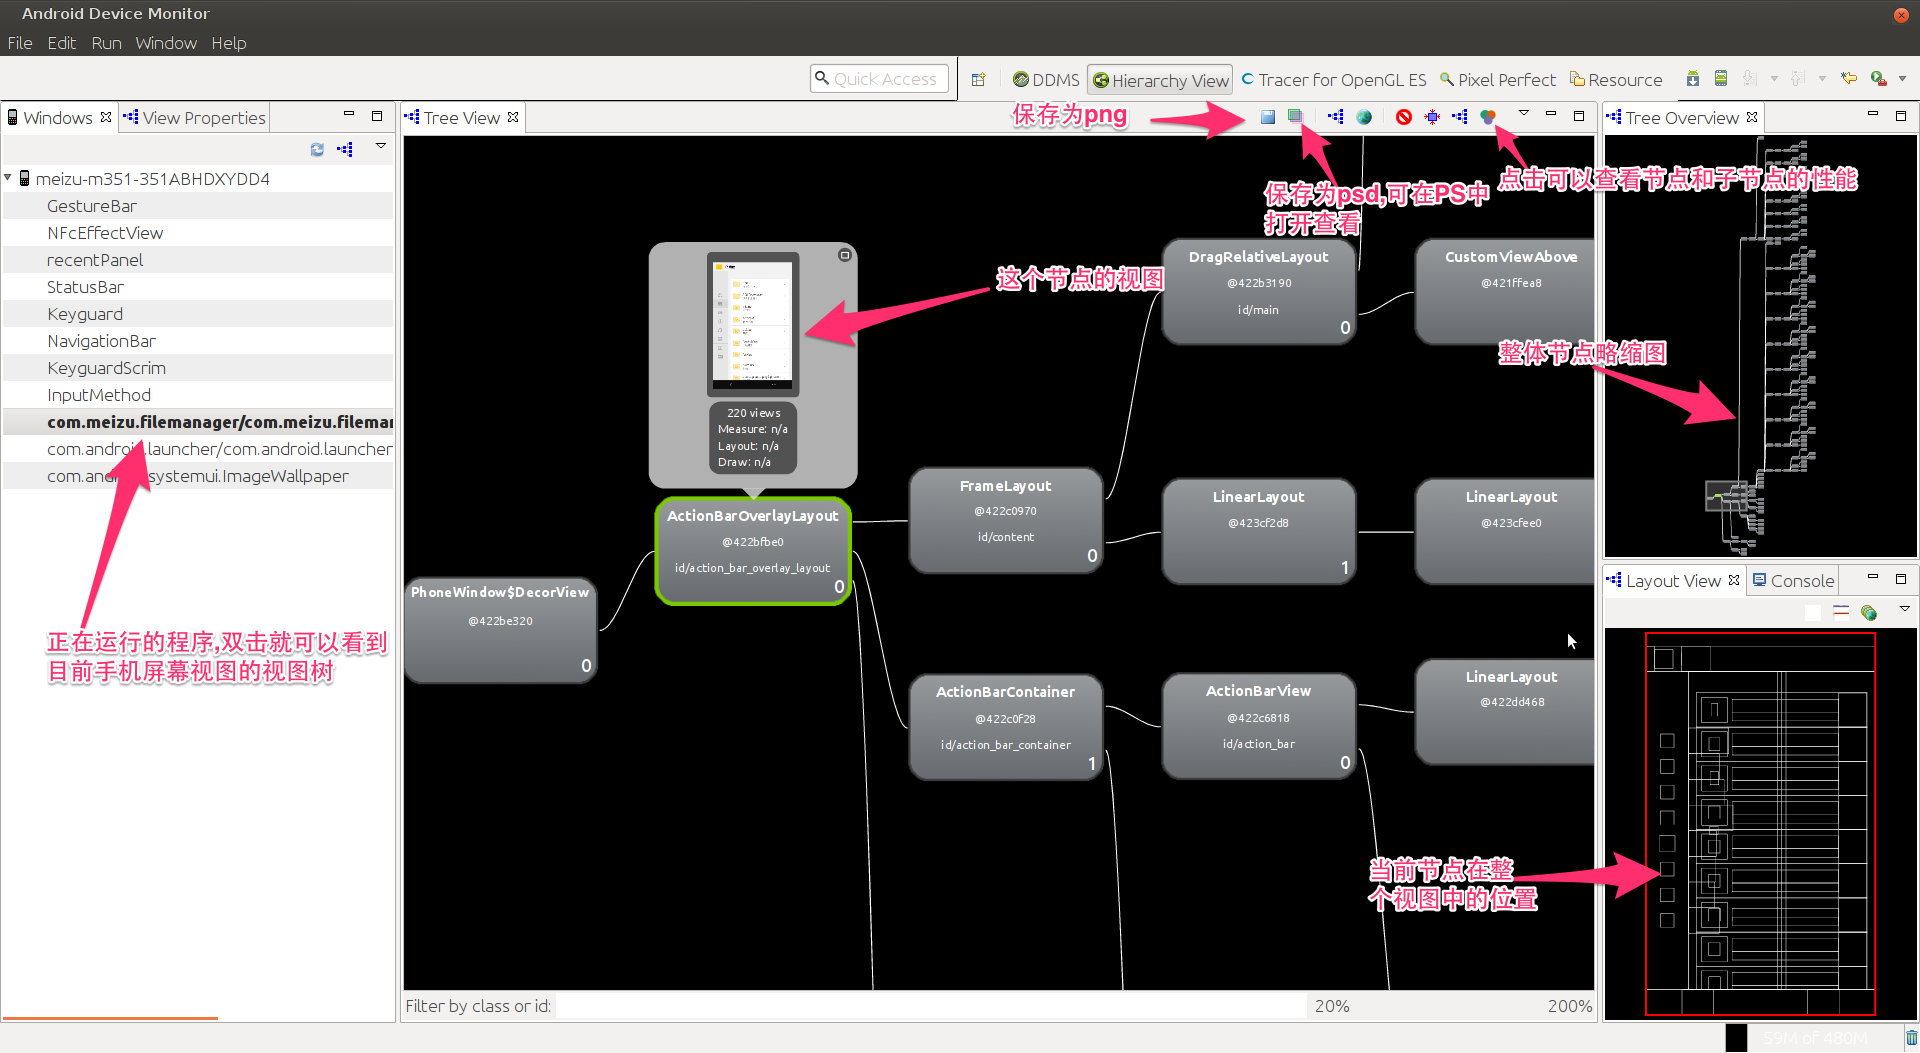 Android Device Monitor
File Edit Run Window Help
Quick Access
DDMS
Hierarchy View
Tracer for OpenGL ES
Pixel Perfect
Resource
Windows
View Properties
meizu-m351-351ABHDXYDD4
GestureBar
NFcEffectView
recentPanel
StatusBar
Keyguard
NavigationBar
KeyguardScrim
InputMethod
com.meizu.filemanager/com.meizu.filemar
com.android.launcher/com.android.launcher
systemui.ImageWallpaper
正在运行的程序,双击就可以看到
目前手机屏幕视图的视图树
Tree View
保存为png
保存为psd,可在PS中
打开查看
点击可以查看节点和子节点的性能
这个节点的视图
220 views
Measure: n/a
Layout: n/a
Draw: n/a
PhoneWindow$DecorView
@422be320
0
ActionBarOverlayLayout
@422bfbe0
id/action_bar_overlay_layout
0
DragRelativeLayout
@422b3190
id/main
0
CustomViewAbove
@421ffea8
FrameLayout
@422c0970
id/content
0
LinearLayout
@423cf2d8
1
LinearLayout
@423cfee0
ActionBarContainer
@422c0f28
id/action_bar_container
1
ActionBarView
@422c6818
id/action_bar
0
LinearLayout
@422dd468
Filter by class or id:
20%
200%
Tree Overview
整体节点略缩图
Layout View
Console
当前节点在整
个视图中的位置
59M of 480M